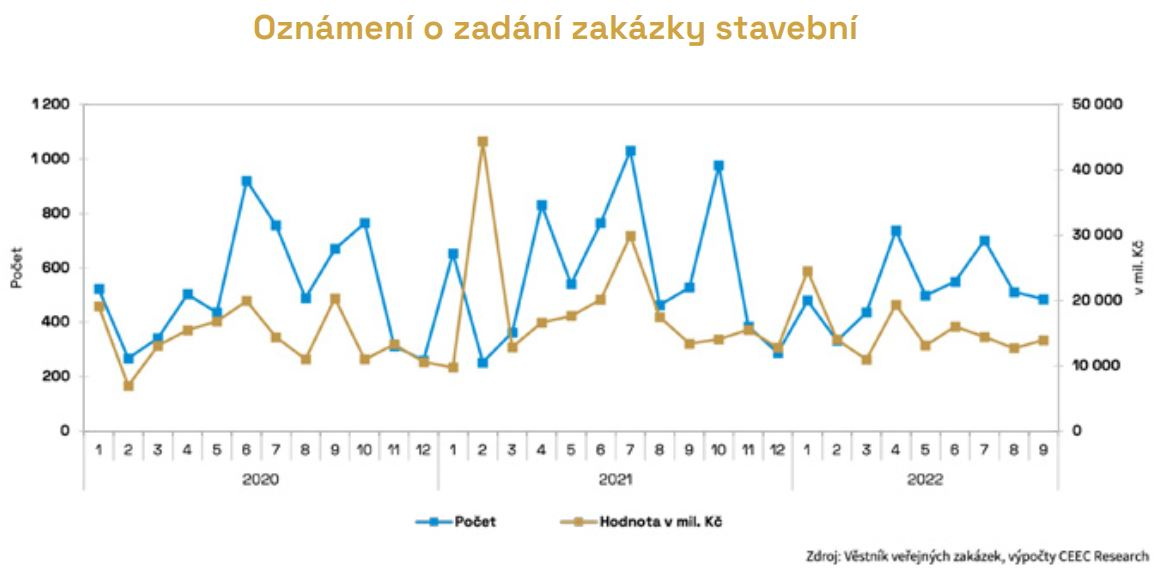 Oznámení o zadání zakázky stavební
1 200
1 000
800
600
400
200
0
Počet
50 000
40 000
30 000
20 000
10 000
0
v mil. Kč
1 2 3 4 5 6 7 8 9 10 11 12 1 2 3 4 5 6 7 8 9 10 11 12 1 2 3 4 5 6 7 8 9
2020 2021 2022
Počet Hodnota v mil. Kč
Zdroj: Věstník veřejných zakázek, výpočty CEEC Research